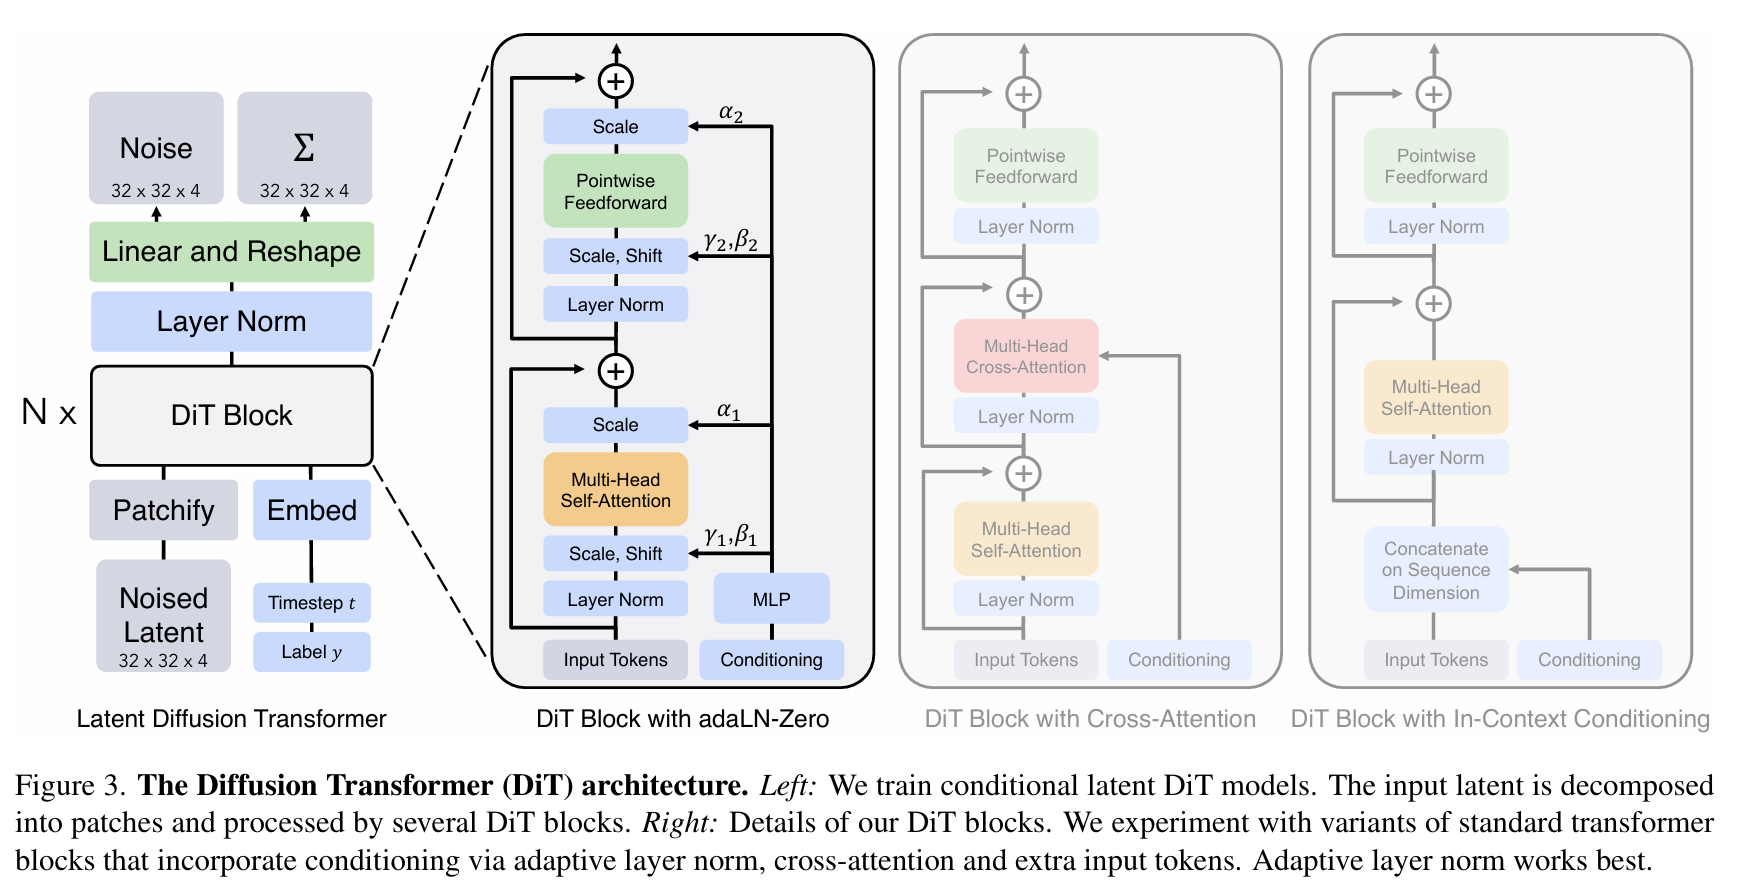 Noise
32 x 32 x 4
Σ
32 x 32 x 4
Linear and Reshape
Layer Norm
N x
DiT Block
Patchify
Embed
Noised
Latent
32 x 32 x 4
Timestep t
Label y
Latent Diffusion Transformer
+
Scale
α₂
Pointwise
Feedforward
Scale, Shift
γ₂,β₂
Layer Norm
+
Scale
α₁
Multi-Head
Self-Attention
Scale, Shift
γ₁,β₁
Layer Norm
MLP
Input Tokens
Conditioning
DiT Block with adaLN-Zero
+
Pointwise
Feedforward
Layer Norm
+
Multi-Head
Cross-Attention
Layer Norm
+
Multi-Head
Self-Attention
Layer Norm
Input Tokens
Conditioning
DiT Block with Cross-Attention
+
Pointwise
Feedforward
Layer Norm
+
Multi-Head
Self-Attention
Layer Norm
Concatenate
on Sequence
Dimension
Input Tokens
Conditioning
DiT Block with In-Context Conditioning
Figure 3. The Diffusion Transformer (DiT) architecture. Left: We train conditional latent DiT models. The input latent is decomposed
into patches and processed by several DiT blocks. Right: Details of our DiT blocks. We experiment with variants of standard transformer
blocks that incorporate conditioning via adaptive layer norm, cross-attention and extra input tokens. Adaptive layer norm works best.